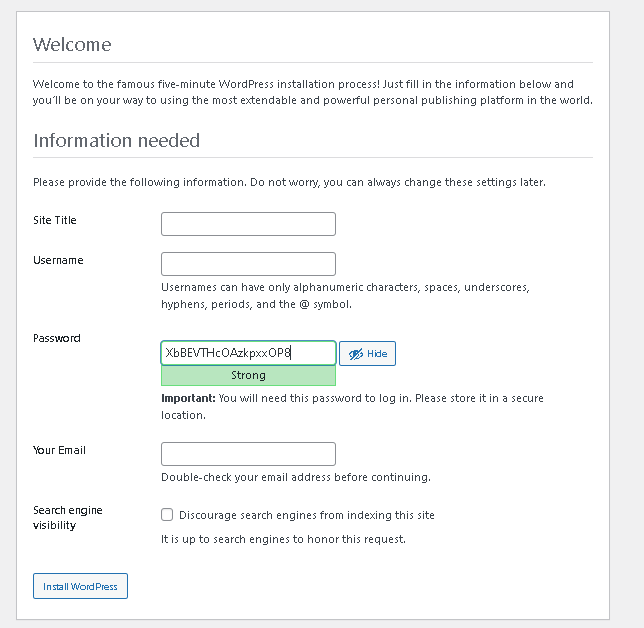 Welcome
Welcome to the famous five-minute WordPress installation process! Just fill in the information below and
you'll be on your way to using the most extendable and powerful personal publishing platform in the world.
Information needed
Please provide the following information. Do not worry, you can always change these settings later.
Site Title
Username
Usernames can have only alphanumeric characters, spaces, underscores,
hyphens, periods, and the @ symbol.
Password
XbBEVTHcOAzkpxxOP8
Hide
Strong
Important: You will need this password to log in. Please store it in a secure
location.
Your Email
Double-check your email address before continuing.
Search engine
visibility
Discourage search engines from indexing this site
It is up to search engines to honor this request.
Install WordPress